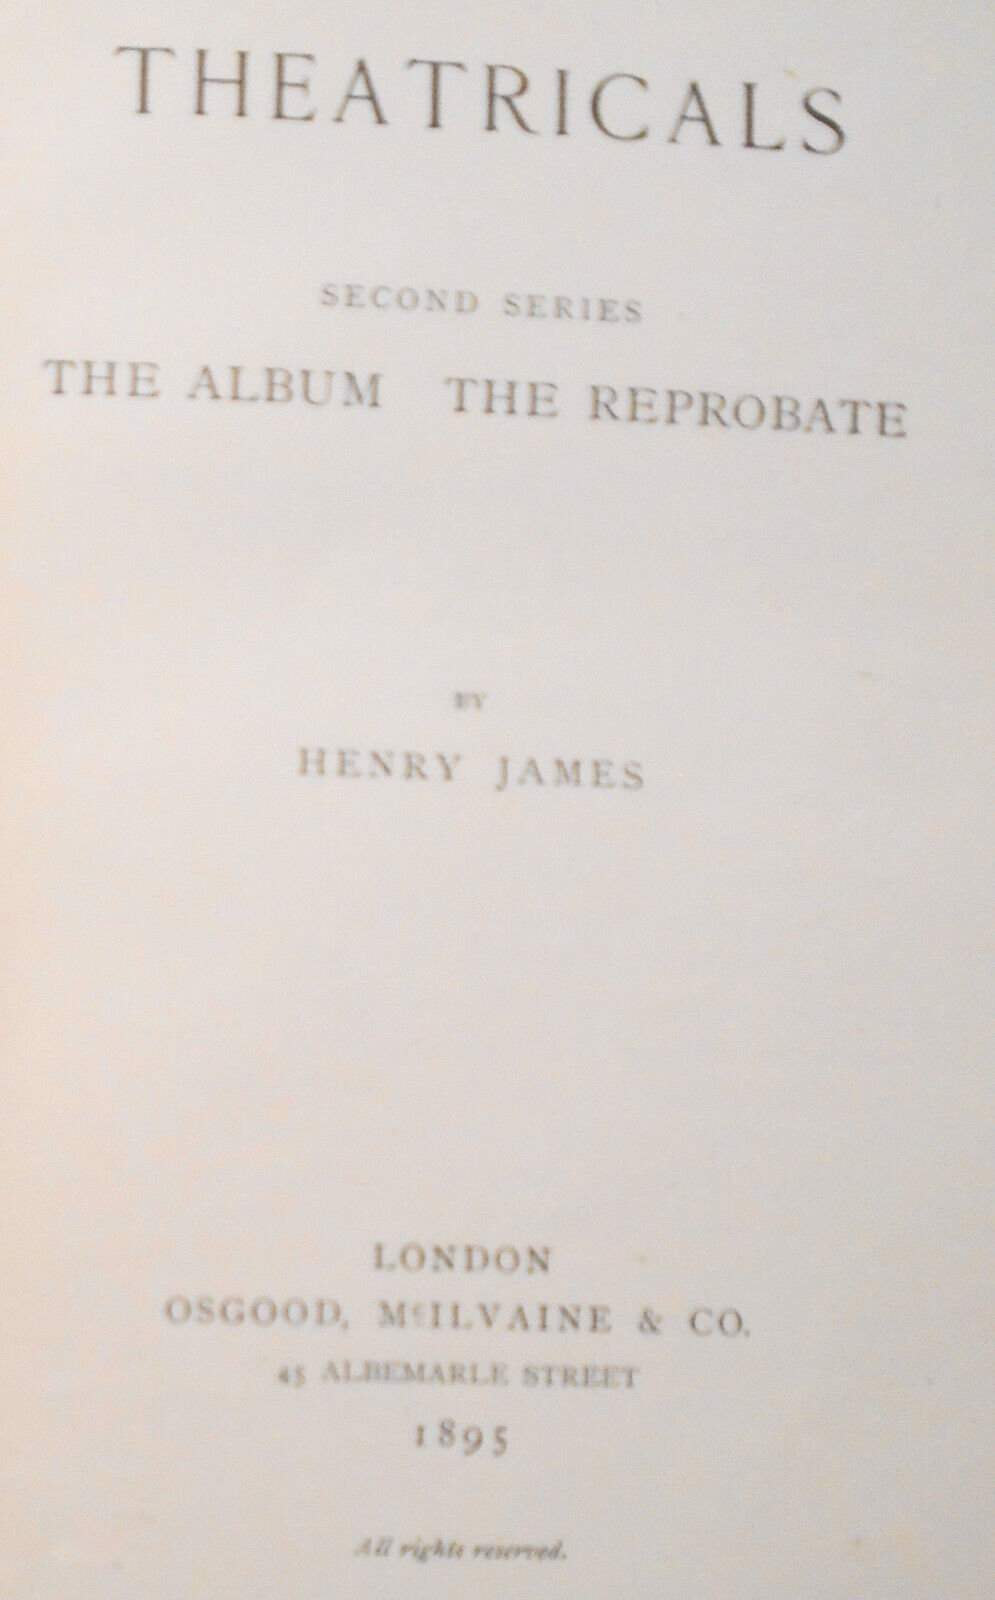 THEATRICALS
SECOND SERIES
THE ALBUM THE REPROBATE
BY
HENRY JAMES
LONDON
OSGOOD, MᶜILVAINE & CO.
45 ALBEMARLE STREET
1895
All rights reserved.